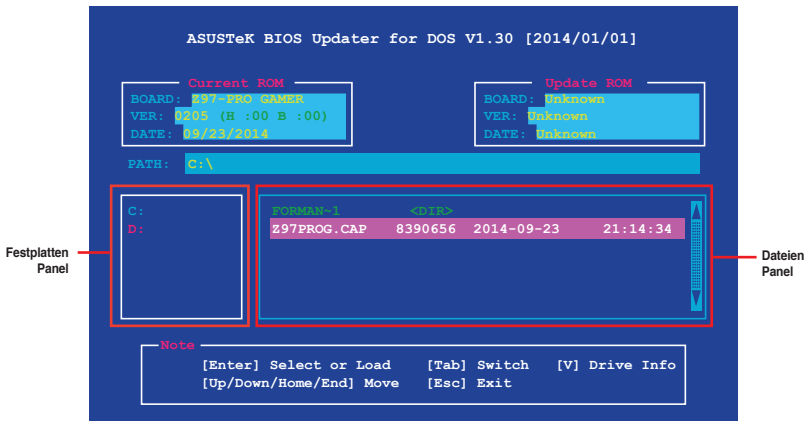 ASUSTeK BIOS Updater for DOS V1.30 [2014/01/01]
Current ROM
BOARD: Z97-PRO GAMER
VER: 0205 (H :00 B :00)
DATE: 09/23/2014
Update ROM
BOARD: Unknown
VER: Unknown
DATE: Unknown
PATH: C:\
C:
D:
FORMAN~1 <DIR>
Z97PROG.CAP 8390656 2014-09-23 21:14:34
Festplatten
Panel
Dateien
Panel
Note
[Enter] Select or Load [Tab] Switch [V] Drive Info
[Up/Down/Home/End] Move [Esc] Exit